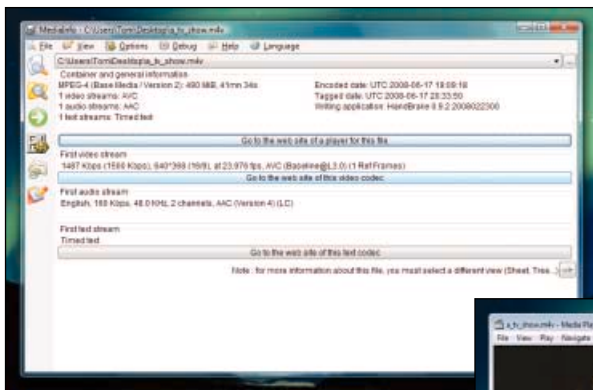 MediaInfo - C:\Users\Tom\Desktop\a_tv_show.m4v
File View Options Debug Help Language
C:\Users\Tom\Desktop\a_tv_show.m4v
Container and general information
MPEG-4 (Base Media / Version 2): 490 MiB, 41mn 34s
1 video streams: AVC
1 audio streams: AAC
1 text streams: Timed text
Encoded date: UTC 2008-06-17 18:09:18
Tagged date: UTC 2008-06-17 20:33:50
Writing application: HandBrake 0.9.2 2008022300
Go to the web site of a player for this file
First video stream
1487 Kbps (1500 Kbps), 640*368 (16/9), at 23.976 fps, AVC (Baseline@L3.0) (1 Ref Frames)
Go to the web site of this video codec
First audio stream
English, 160 Kbps, 48.0 KHz, 2 channels, AAC (Version 4) (LC)
First text stream
Timed text
Go to the web site of this text codec
Note : for more information about this file, you must select a different view (Sheet, Tree...)
a_tv_show.m4v - Media Pla
File View Play Navigate